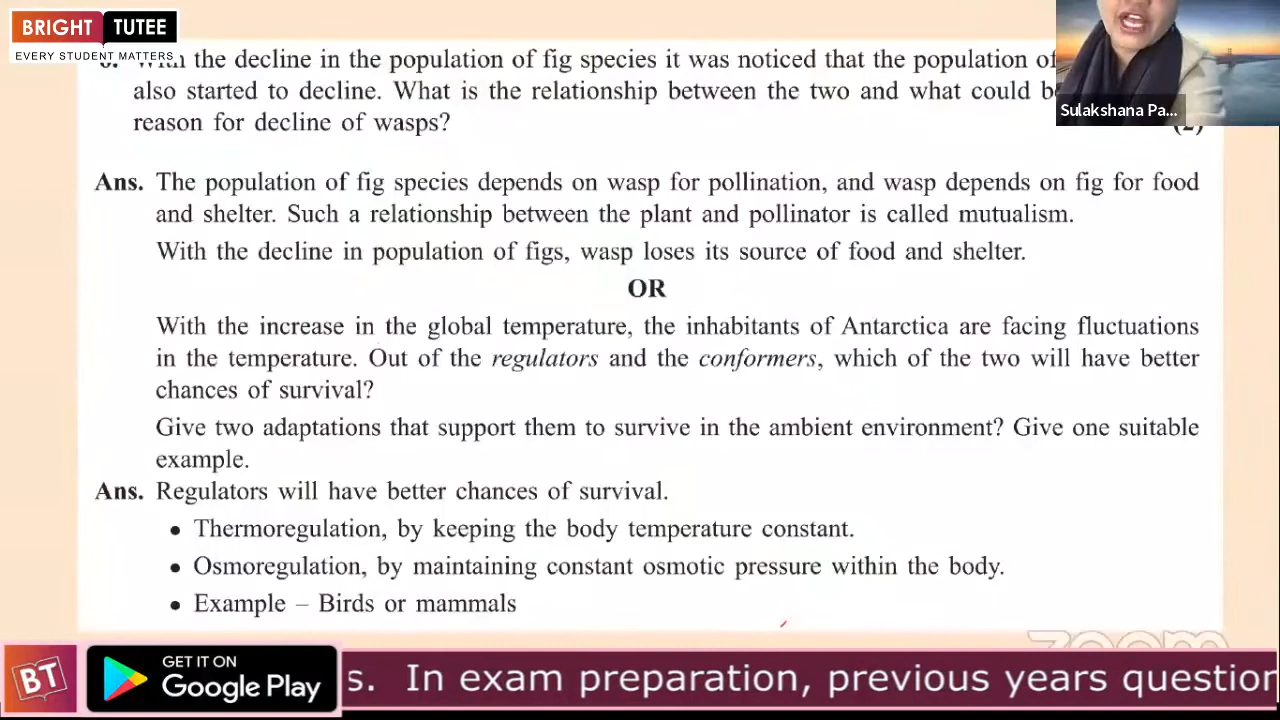 BRIGHT TUTEE
EVERY STUDENT MATTERS
6. With the decline in the population of fig species it was noticed that the population of
also started to decline. What is the relationship between the two and what could be
reason for decline of wasps?
(2)
Sulakshana Pa...
Ans. The population of fig species depends on wasp for pollination, and wasp depends on fig for food
and shelter. Such a relationship between the plant and pollinator is called mutualism.
With the decline in population of figs, wasp loses its source of food and shelter.
OR
With the increase in the global temperature, the inhabitants of Antarctica are facing fluctuations
in the temperature. Out of the regulators and the conformers, which of the two will have better
chances of survival?
Give two adaptations that support them to survive in the ambient environment? Give one suitable
example.
Ans. Regulators will have better chances of survival.
• Thermoregulation, by keeping the body temperature constant.
• Osmoregulation, by maintaining constant osmotic pressure within the body.
• Example – Birds or mammals
zoom
BT
GET IT ON
Google Play
s. In exam preparation, previous years question